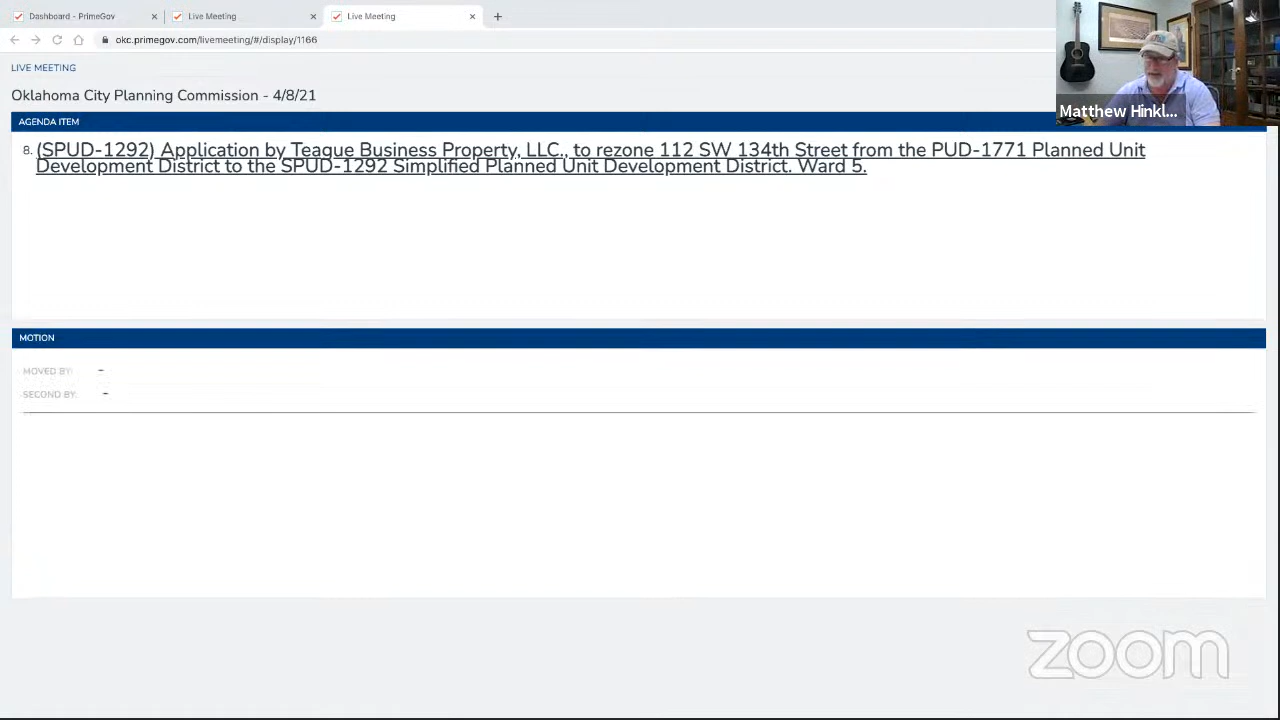 Dashboard - PrimeGov
Live Meeting
Live Meeting
okc.primegov.com/livemeeting/#/display/1166
LIVE MEETING
Oklahoma City Planning Commission - 4/8/21
Matthew Hinkl...
AGENDA ITEM
8. (SPUD-1292) Application by Teague Business Property, LLC., to rezone 112 SW 134th Street from the PUD-1771 Planned Unit
Development District to the SPUD-1292 Simplified Planned Unit Development District. Ward 5.
MOTION
MOVED BY: -
SECOND BY: -
zoom